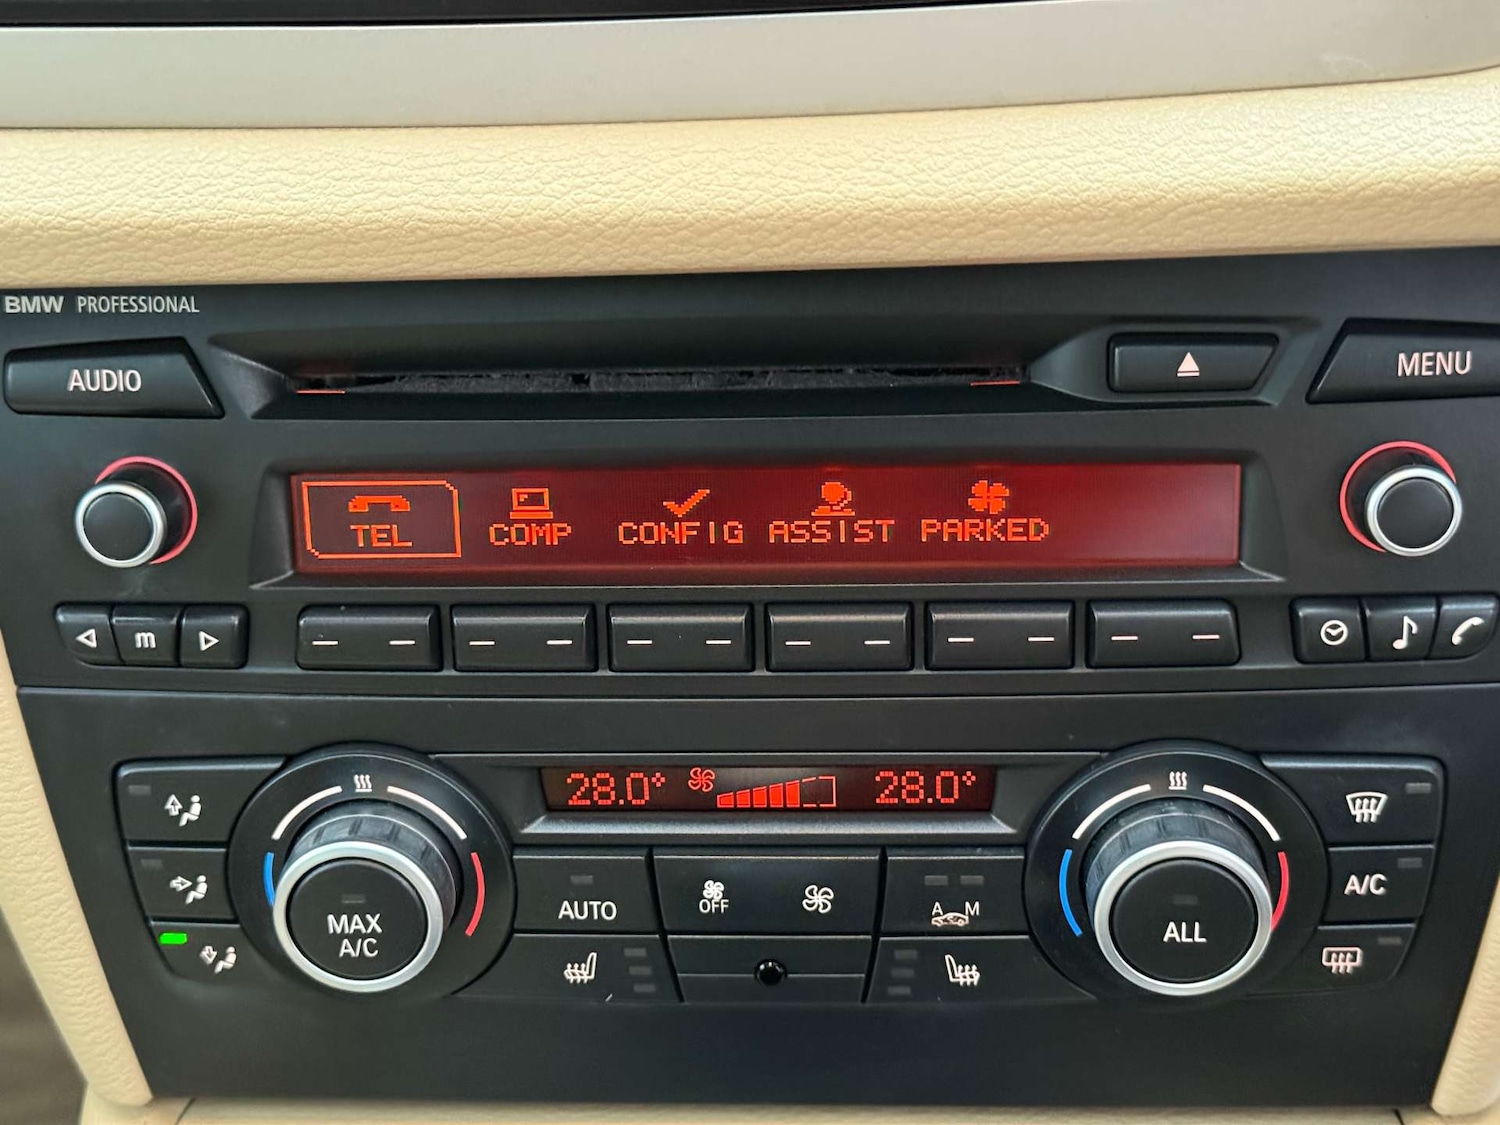 BMW PROFESSIONAL
AUDIO
MENU
TEL COMP CONFIG ASSIST PARKED
m
28.0° 28.0°
MAX
A/C
AUTO
OFF
A M
ALL
A/C